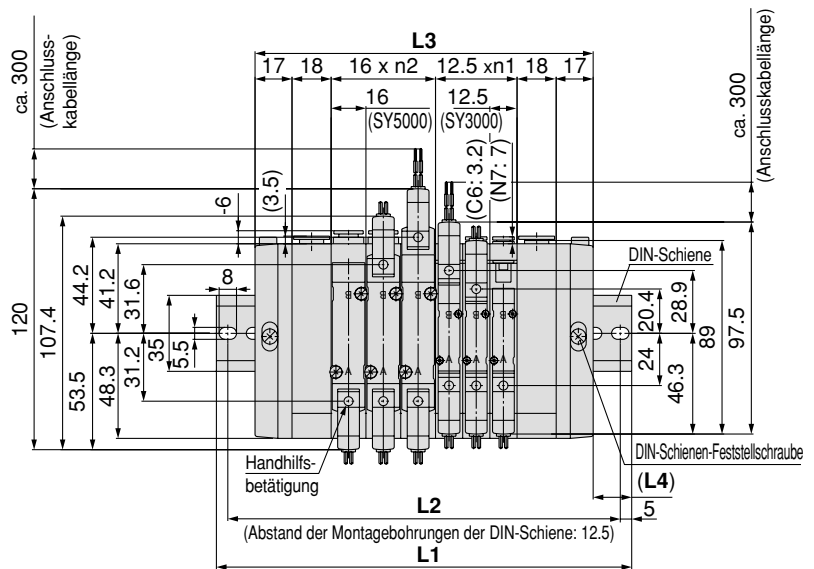 L3
17
18
16 x n2
12.5 xn1
18
17
16
(SY5000)
12.5
(SY3000)
ca. 300
(Anschluss-
kabellänge)
ca. 300
(Anschlusskabellänge)
-6
(3.5)
(C6: 3.2)
(N7: 7)
120
107.4
53.5
44.2
48.3
41.2
31.6
31.2
35
8
5.5
B
B
B
B
B
A
A
A
A
A
A
DIN-Schiene
20.4
28.9
24
46.3
89
97.5
DIN-Schienen-Feststellschraube
Handhilfs-
betätigung
(L4)
L2
5
(Abstand der Montagebohrungen der DIN-Schiene: 12.5)
L1